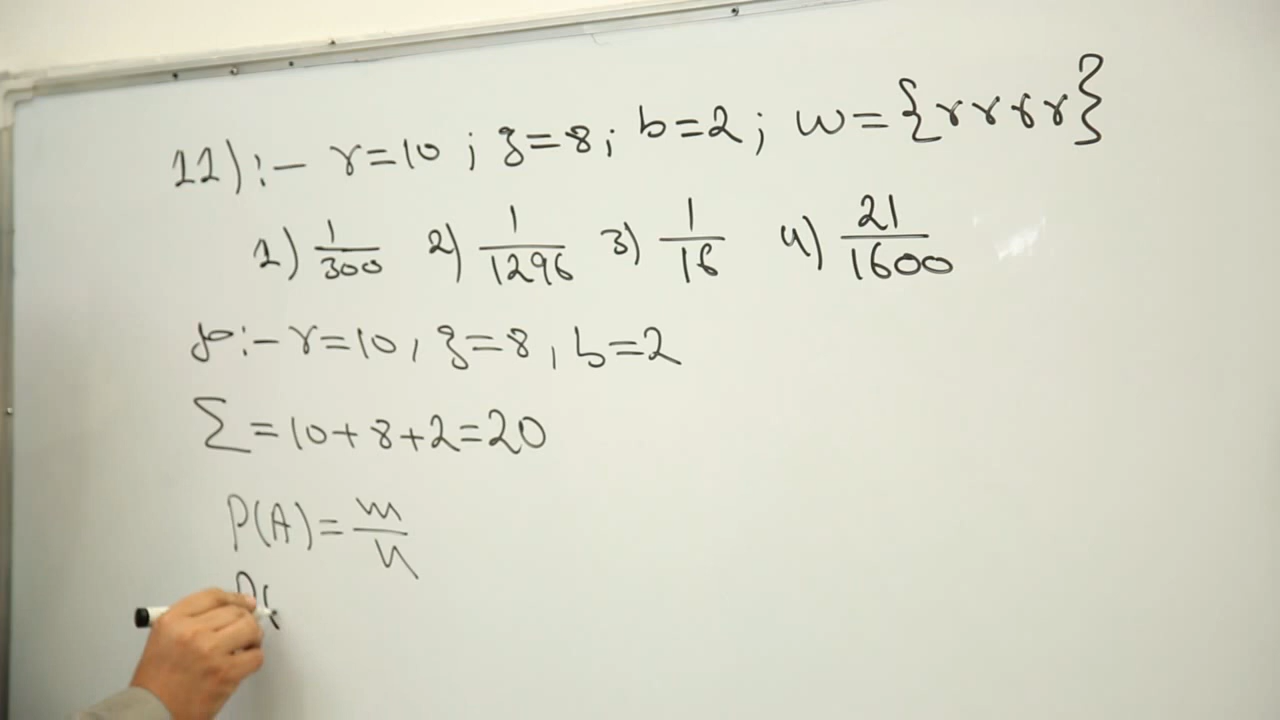 11):- r=10 ; g=8; b=2; w={rrrr}
1) 1/300 2) 1/1296 3) 1/16 4) 21/1600
:- r=10, g=8, b=2
Σ=10+8+2=20
P(A)=m/n
P(